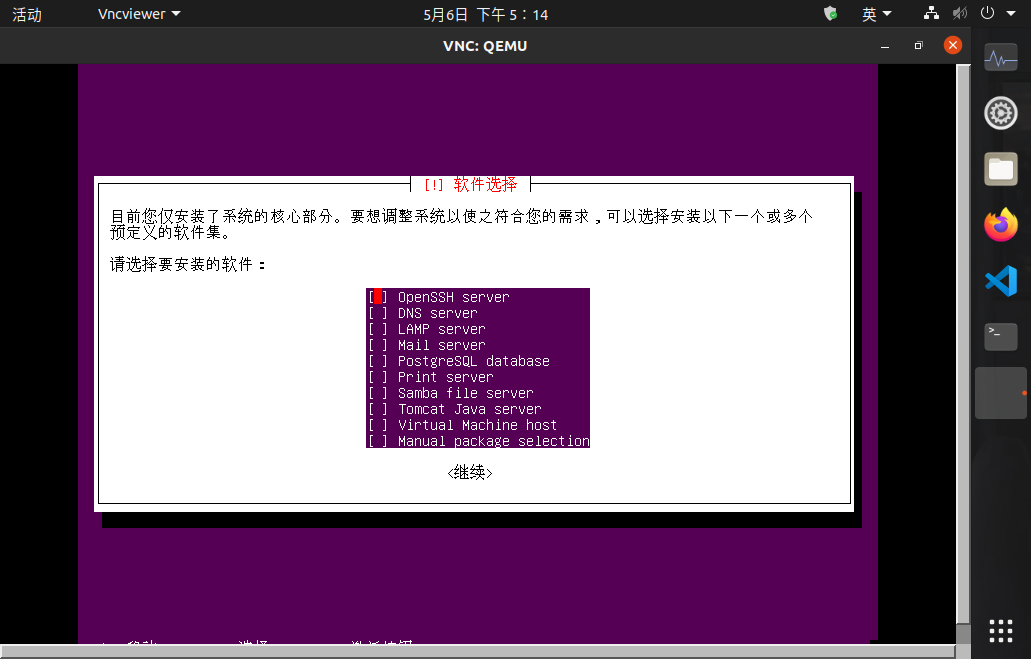 活动
Vncviewer
5月6日 下午 5：14
英
VNC: QEMU
[!] 软件选择
目前您仅安装了系统的核心部分。要想调整系统以使之符合您的需求，可以选择安装以下一个或多个
预定义的软件集。
请选择要安装的软件：
[ ] OpenSSH server
[ ] DNS server
[ ] LAMP server
[ ] Mail server
[ ] PostgreSQL database
[ ] Print server
[ ] Samba file server
[ ] Tomcat Java server
[ ] Virtual Machine host
[ ] Manual package selection
<继续>